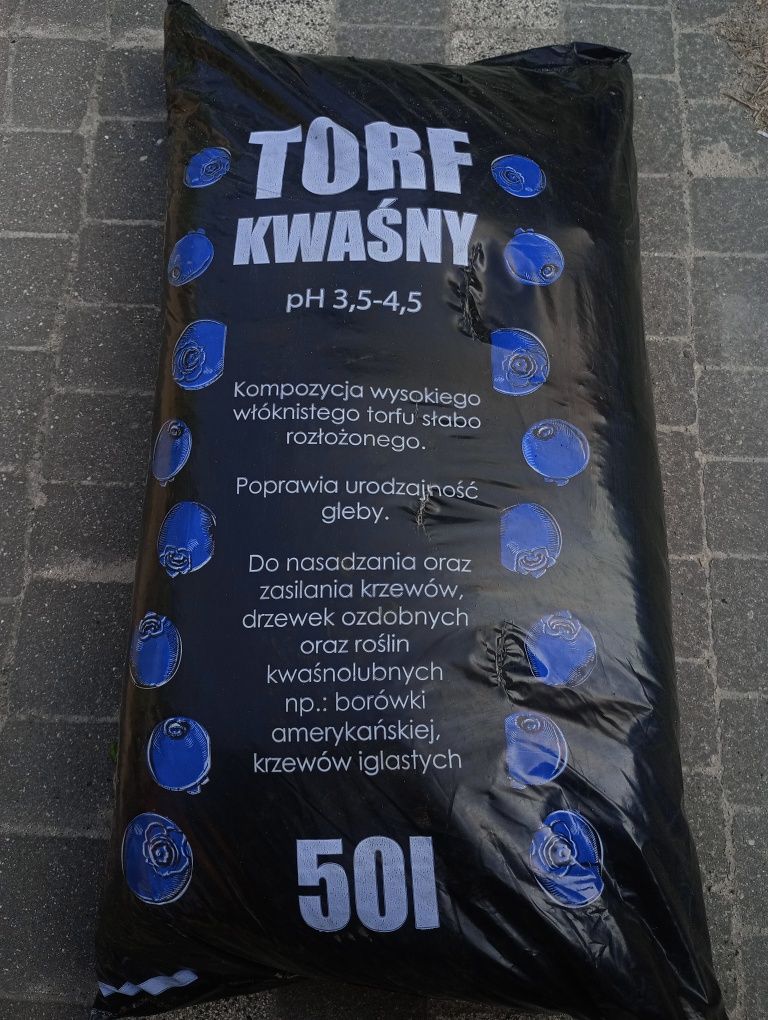 TORF
KWAŚNY
pH 3,5-4,5
Kompozycja wysokiego
włóknistego torfu słabo
rozłożonego.
Poprawia urodzajność
gleby.
Do nasadzania oraz
zasilania krzewów,
drzewek ozdobnych
oraz roślin
kwaśnolubnych
np.: borówki
amerykańskiej,
krzewów iglastych
50l